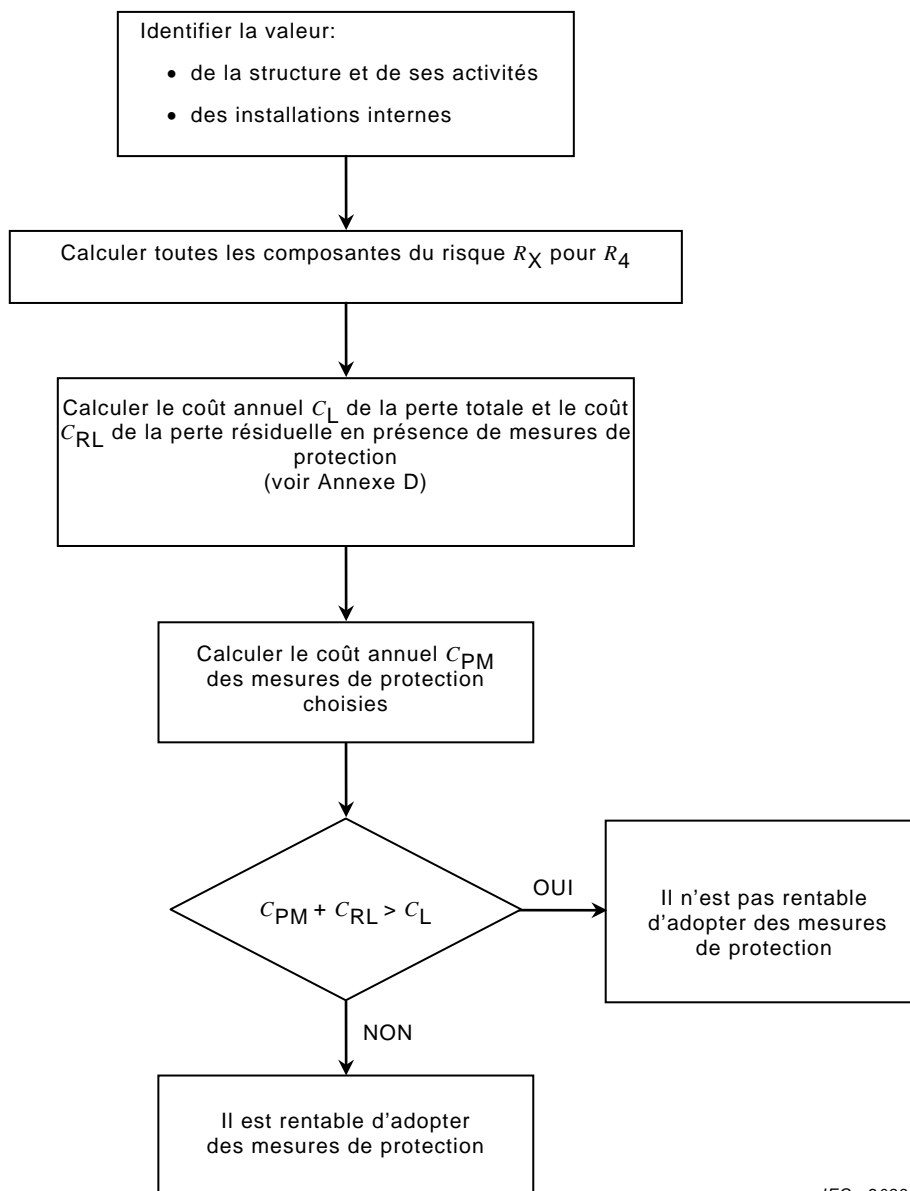 Identifier la valeur:
• de la structure et de ses activités
• des installations internes
Calculer toutes les composantes du risque RX pour R4
Calculer le coût annuel CL de la perte totale et le coût
CRL de la perte résiduelle en présence de mesures de
protection
(voir Annexe D)
Calculer le coût annuel CPM
des mesures de protection
choisies
CPM + CRL > CL
OUI
Il n'est pas rentable
d'adopter des mesures
de protection
NON
Il est rentable d'adopter
des mesures de protection